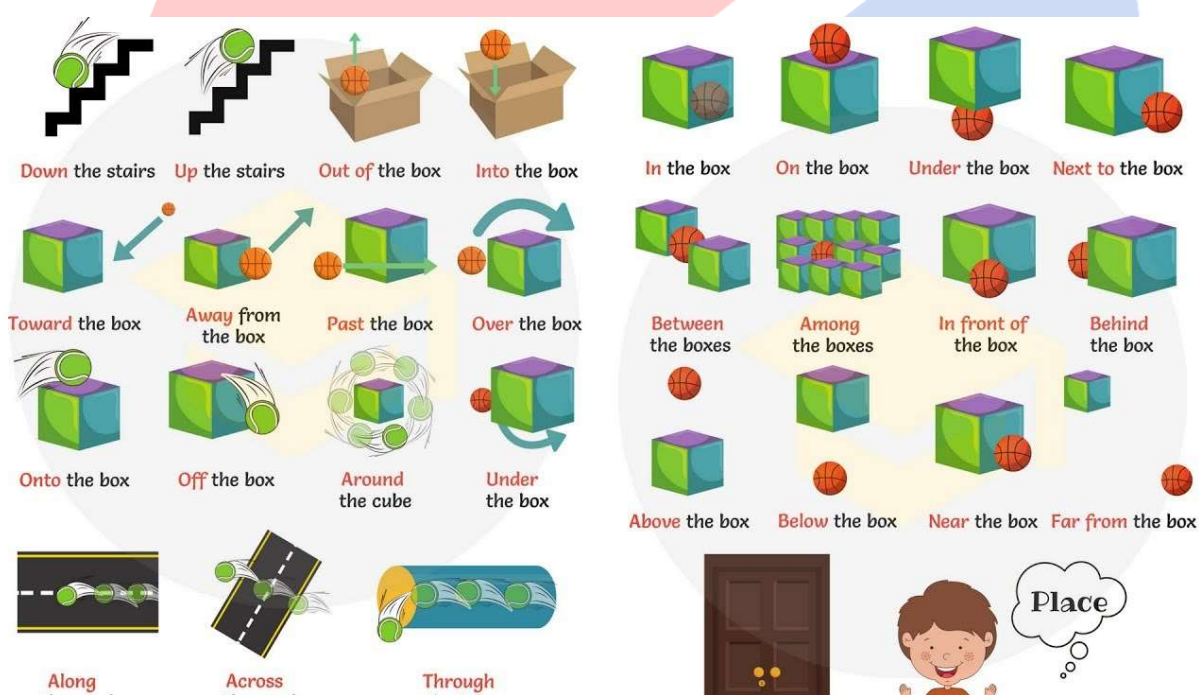 Down the stairs
Up the stairs
Out of the box
Into the box
Toward the box
Away from
the box
Past the box
Over the box
Onto the box
Off the box
Around
the cube
Under
the box
Along
Across
Through
In the box
On the box
Under the box
Next to the box
Between
the boxes
Among
the boxes
In front of
the box
Behind
the box
Above the box
Below the box
Near the box
Far from the box
Place